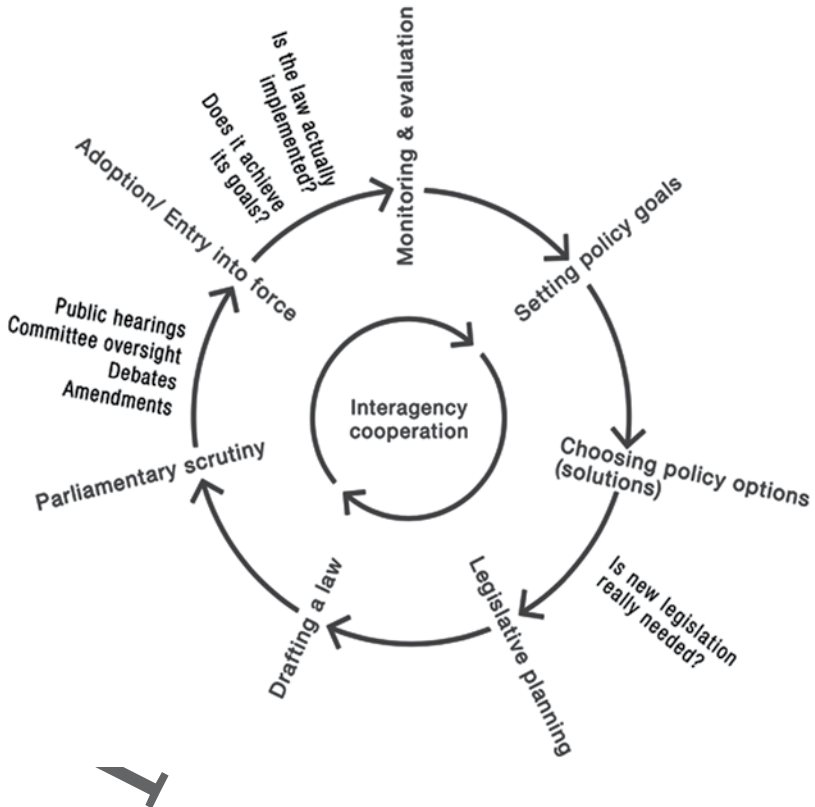 Monitoring & evaluation
Setting policy goals
Choosing policy options
(solutions)
Is new legislation
really needed?
Legislative planning
Drafting a law
Parliamentary scrutiny
Public hearings
Committee oversight
Debates
Amendments
Adoption/ Entry into force
Does it achieve
its goals?
Is the law actually
implemented?
Interagency
cooperation